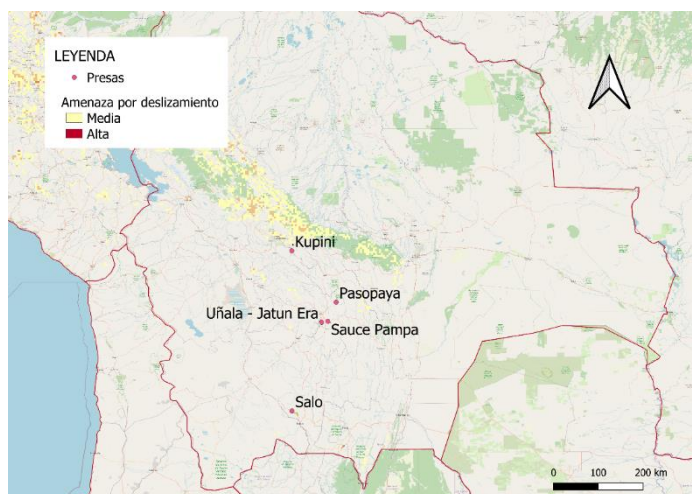 LEYENDA
Presas
Amenaza por deslizamiento
Media
Alta
Kupini
Pasopaya
Uñala - Jatun Era
Sauce Pampa
Salo
0 100 200 km